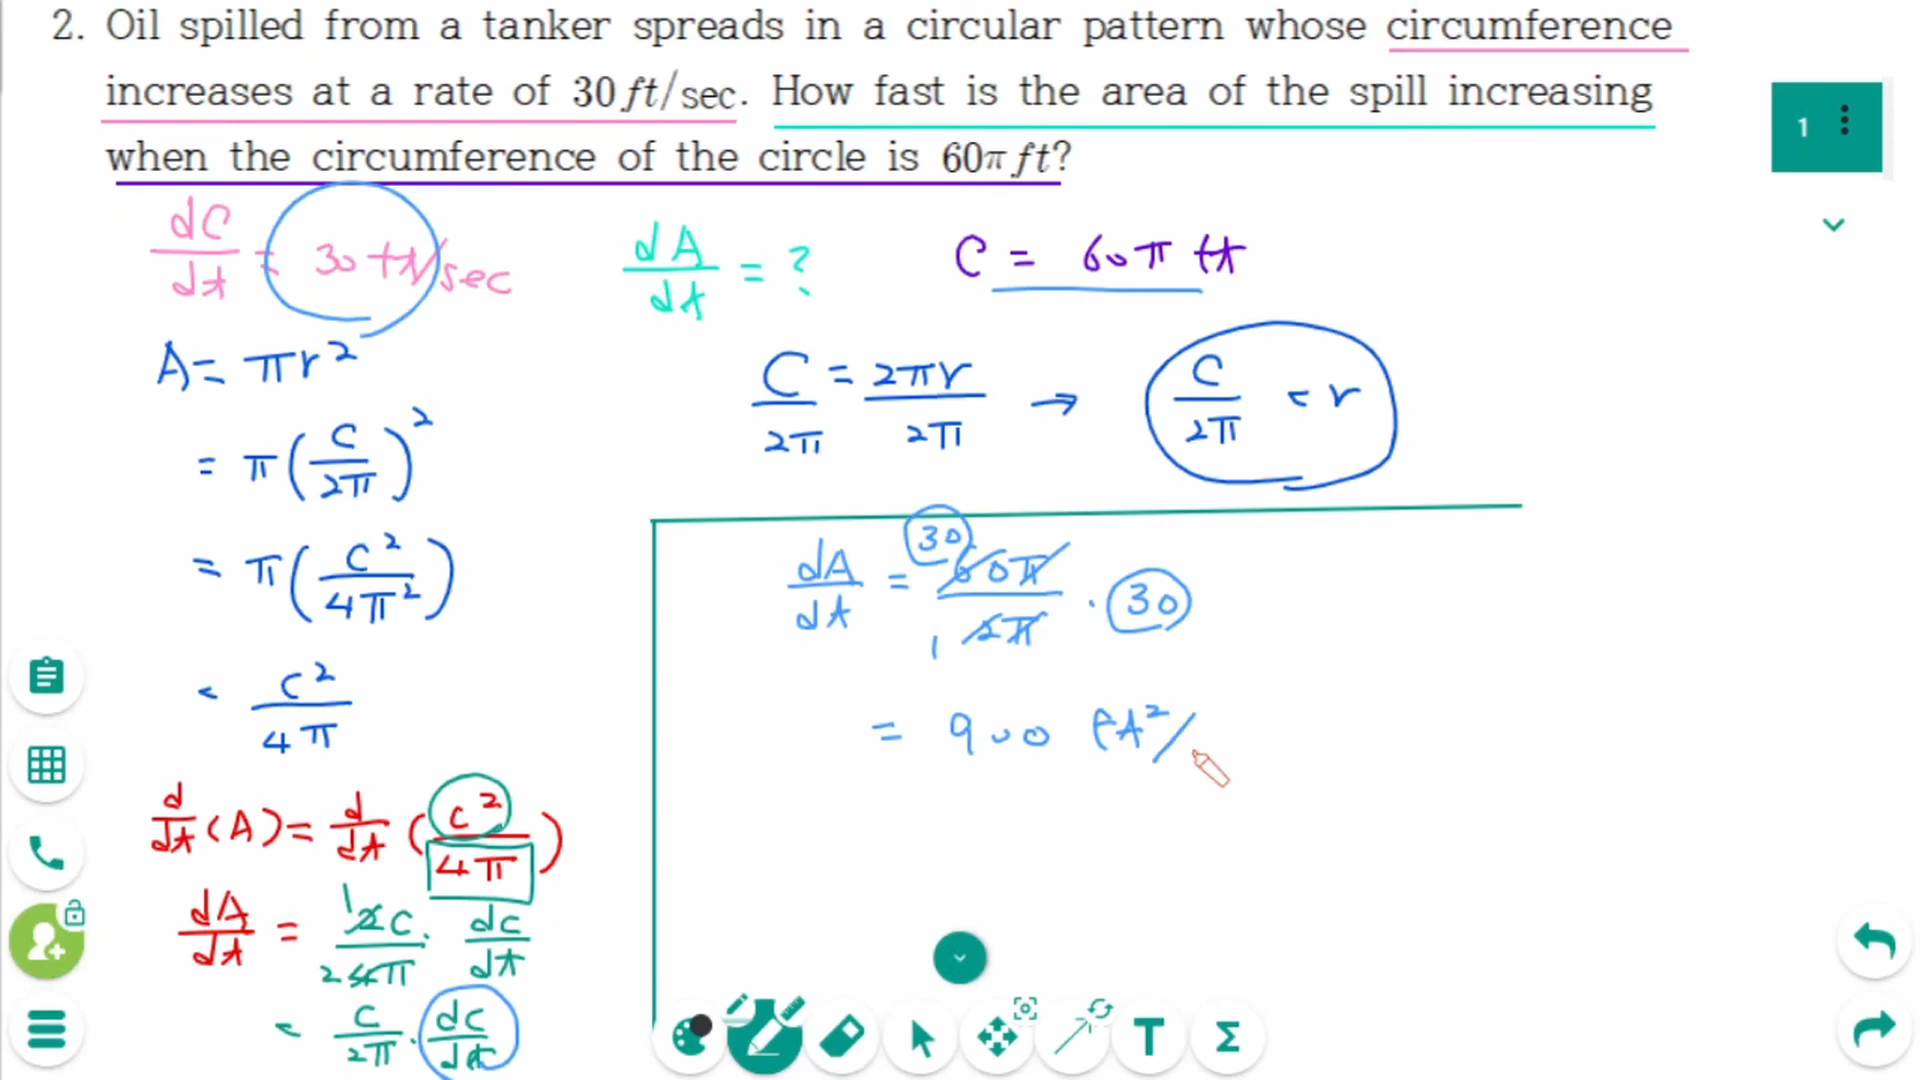 2. Oil spilled from a tanker spreads in a circular pattern whose circumference
increases at a rate of 30 ft/sec. How fast is the area of the spill increasing
when the circumference of the circle is 60π ft?
dC/dt = 30 ft/sec
dA/dt = ?
C = 60π ft
A = πr²
= π(C/2π)²
= π(C²/4π²)
= C²/4π
C/2π = 2πr/2π → C/2π = r
d/dt (A) = d/dt (C²/4π)
dA/dt = 1 2C/2 4π · dC/dt
= C/2π · dC/dt
30
dA/dt = 60π/2π · 30
1
= 900 ft²/
1
T
Σ